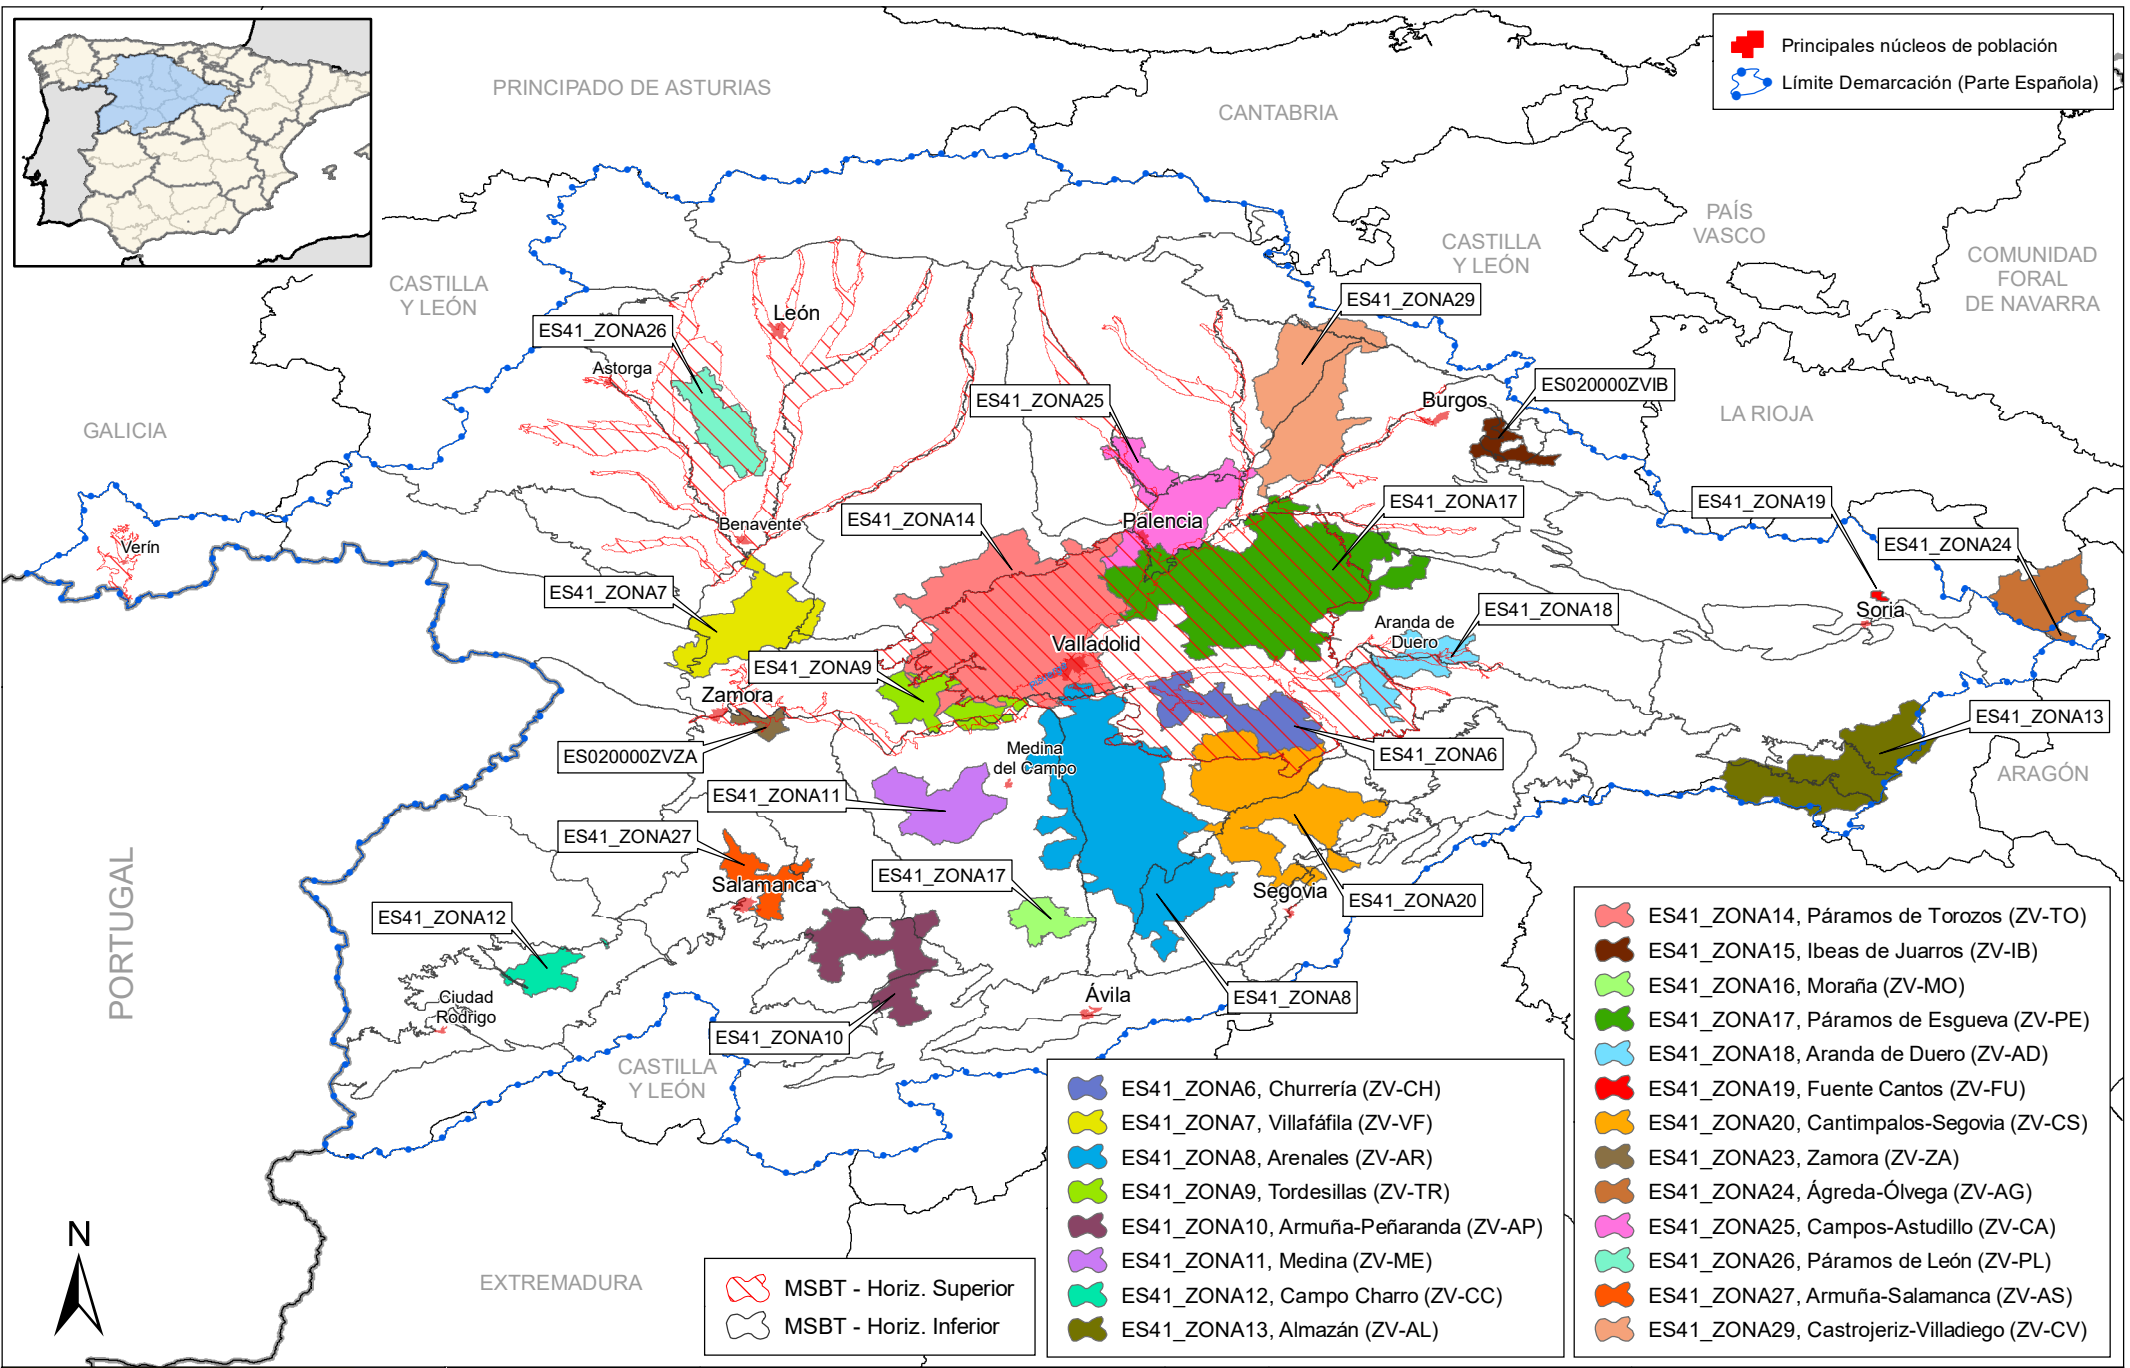 Principales núcleos de población
Límite Demarcación (Parte Española)
PRINCIPADO DE ASTURIAS
CANTABRIA
PAÍS
VASCO
CASTILLA
Y LEÓN
COMUNIDAD
FORAL
DE NAVARRA
CASTILLA
Y LEÓN
ES41_ZONA29
León
ES41_ZONA26
Astorga
ES41_ZONA25
Burgos
ES020000ZVIB
LA RIOJA
GALICIA
ES41_ZONA14
Benavente
Palencia
ES41_ZONA17
ES41_ZONA19
ES41_ZONA24
Verín
ES41_ZONA7
Soria
Aranda de
Duero
ES41_ZONA18
Valladolid
ES41_ZONA9
Zamora
ES41_ZONA13
ES020000ZVZA
Medina
del Campo
ES41_ZONA6
ARAGÓN
ES41_ZONA11
ES41_ZONA27
Salamanca
ES41_ZONA17
Segovia
ES41_ZONA20
PORTUGAL
ES41_ZONA12
Ciudad
Rodrigo
Ávila
ES41_ZONA8
ES41_ZONA10
CASTILLA
Y LEÓN
EXTREMADURA
N
MSBT - Horiz. Superior
MSBT - Horiz. Inferior
ES41_ZONA6, Churrería (ZV-CH)
ES41_ZONA7, Villafáfila (ZV-VF)
ES41_ZONA8, Arenales (ZV-AR)
ES41_ZONA9, Tordesillas (ZV-TR)
ES41_ZONA10, Armuña-Peñaranda (ZV-AP)
ES41_ZONA11, Medina (ZV-ME)
ES41_ZONA12, Campo Charro (ZV-CC)
ES41_ZONA13, Almazán (ZV-AL)
ES41_ZONA14, Páramos de Torozos (ZV-TO)
ES41_ZONA15, Ibeas de Juarros (ZV-IB)
ES41_ZONA16, Moraña (ZV-MO)
ES41_ZONA17, Páramos de Esgueva (ZV-PE)
ES41_ZONA18, Aranda de Duero (ZV-AD)
ES41_ZONA19, Fuente Cantos (ZV-FU)
ES41_ZONA20, Cantimpalos-Segovia (ZV-CS)
ES41_ZONA23, Zamora (ZV-ZA)
ES41_ZONA24, Ágreda-Ólvega (ZV-AG)
ES41_ZONA25, Campos-Astudillo (ZV-CA)
ES41_ZONA26, Páramos de León (ZV-PL)
ES41_ZONA27, Armuña-Salamanca (ZV-AS)
ES41_ZONA29, Castrojeriz-Villadiego (ZV-CV)